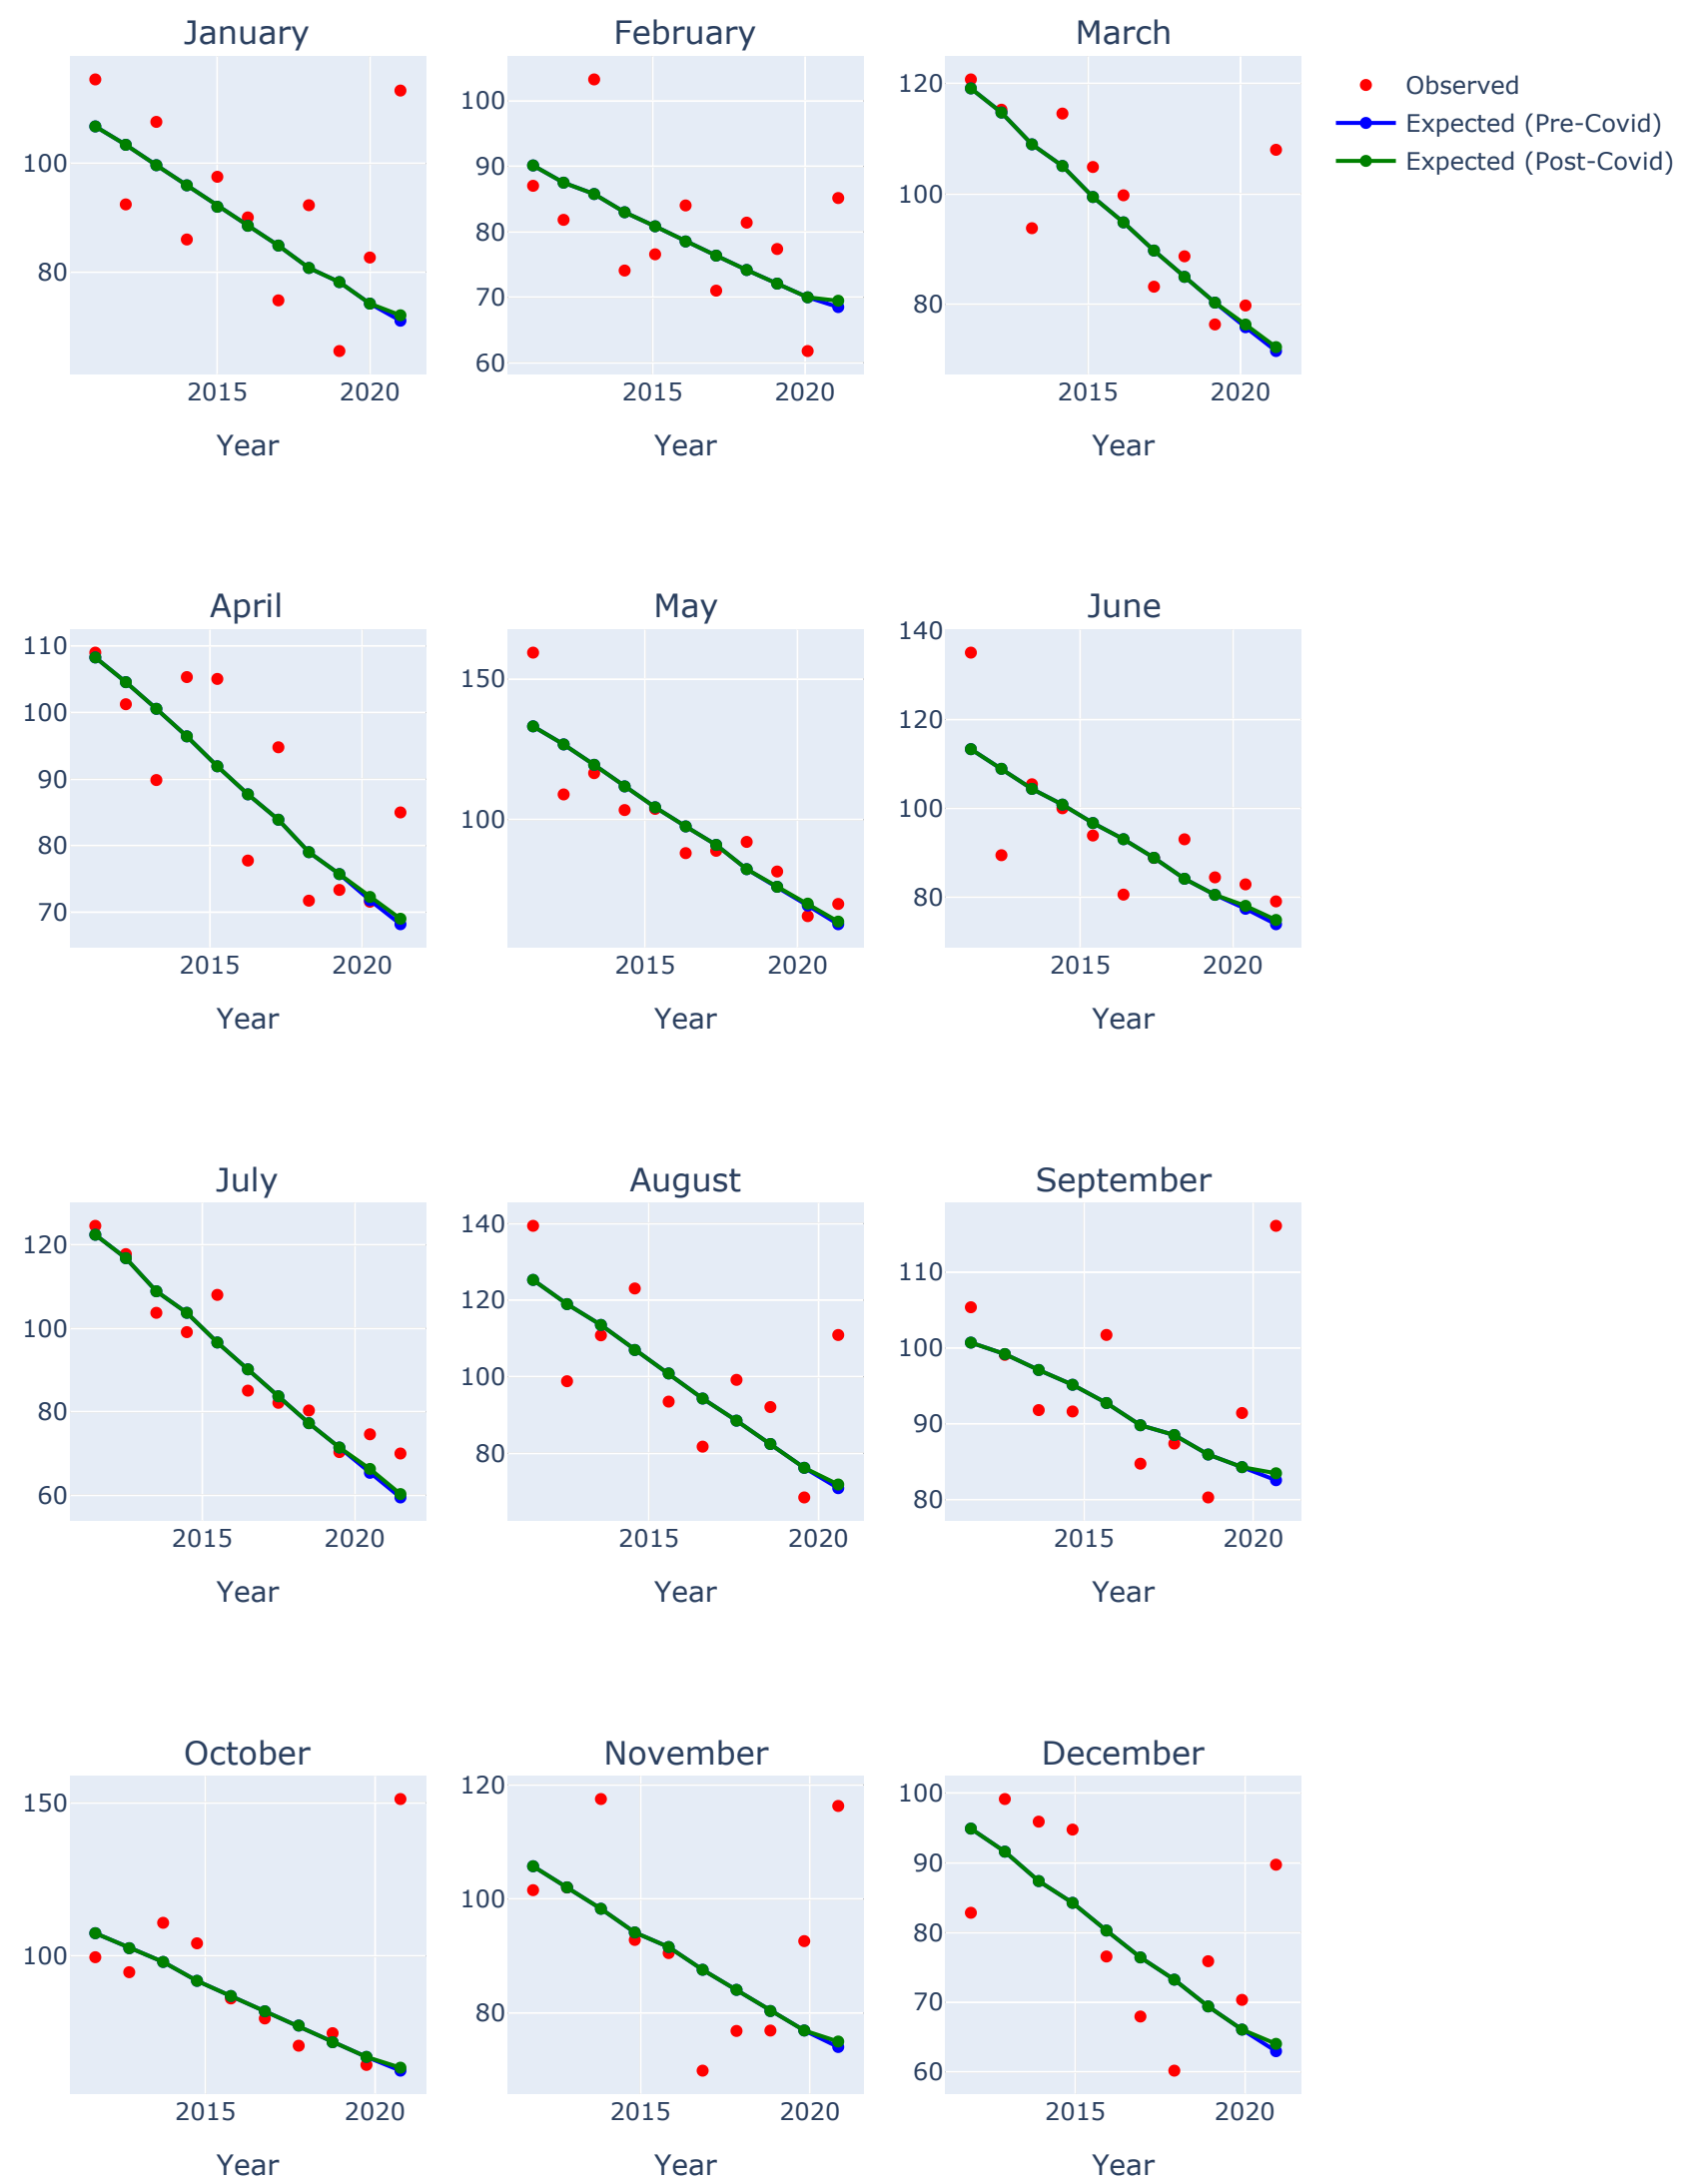 January February March
Observed
Expected (Pre-Covid)
Expected (Post-Covid)
100
80
2015 2020
Year
100
90
80
70
60
2015 2020
Year
120
100
80
2015 2020
Year
April May June
110
100
90
80
70
2015 2020
Year
150
100
2015 2020
Year
140
120
100
80
2015 2020
Year
July August September
120
100
80
60
2015 2020
Year
140
120
100
80
2015 2020
Year
110
100
90
80
2015 2020
Year
October November December
150
100
2015 2020
Year
120
100
80
2015 2020
Year
100
90
80
70
60
2015 2020
Year